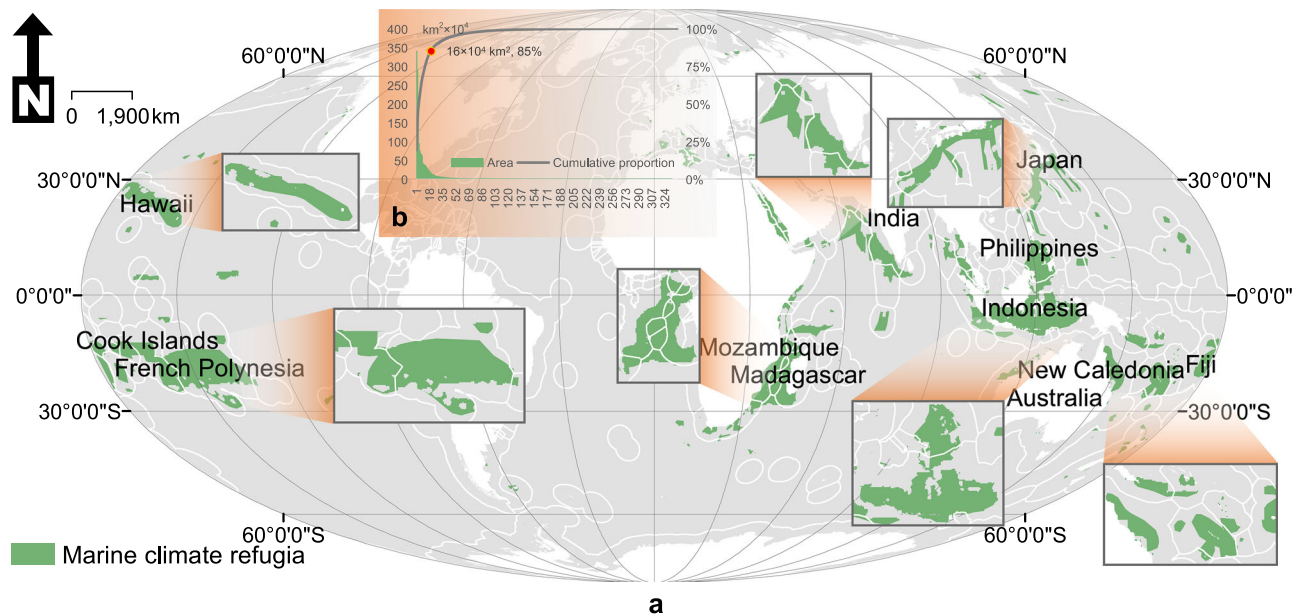 60°0'0"N
N
0 1,900km
30°0'0"N
Hawaii
0°0'0"
Cook Islands
French Polynesia
30°0'0"S
60°0'0"S
Marine climate refugia
km²×10⁴
400
350
300
250
200
150
100
50
0
100%
75%
50%
25%
0%
16×10⁴ km², 85%
Area
Cumulative proportion
1
18
35
52
69
86
103
120
137
154
171
188
205
222
239
256
273
290
307
324
b
60°0'0"N
Japan
30°0'0"N
India
Philippines
Indonesia
0°0'0"
Mozambique
Madagascar
New Caledonia
Fiji
Australia
30°0'0"S
60°0'0"S
a